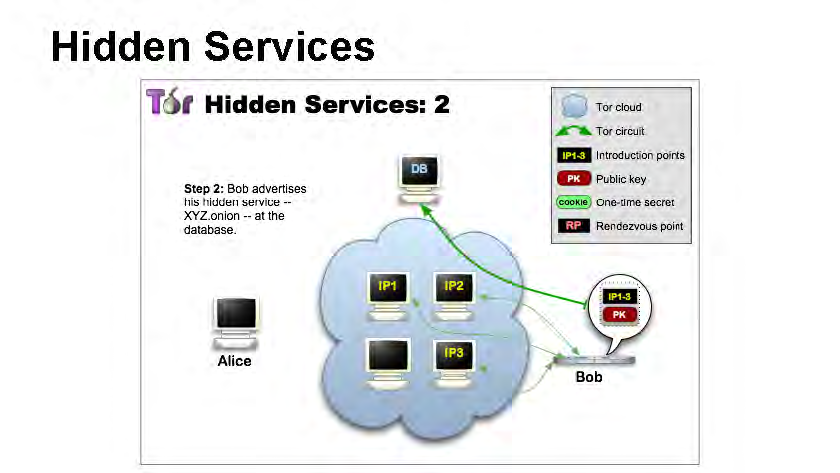 Hidden Services
Tor Hidden Services: 2
Tor cloud
Tor circuit
IP1-3 Introduction points
PK Public key
cookie One-time secret
RP Rendezvous point
DB
Step 2: Bob advertises
his hidden service --
XYZ.onion -- at the
database.
IP1
IP2
IP1-3
PK
IP3
Alice
Bob